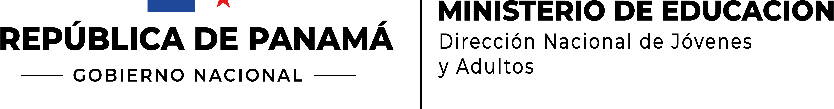 REPÚBLICA DE PANAMÁ
GOBIERNO NACIONAL
MINISTERIO DE EDUCACIÓN
Dirección Nacional de Jóvenes
y Adultos